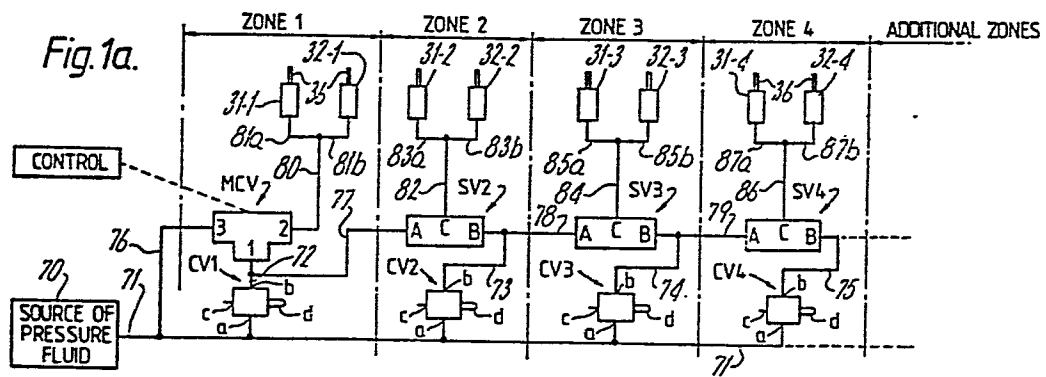 Fig.1a.
ZONE 1
ZONE 2
ZONE 3
ZONE 4
ADDITIONAL ZONES
31-1
35
32-1
31-2
32-2
31-3
32-3
31-4
36
32-4
81a
80
81b
83a
82
83b
85a
84
85b
87a
86
87b
CONTROL
MCV
3
2
1
77
SV2
A C B
78
SV3
A C B
79
SV4
A C B
76
72
CV1
b
c
d
a
CV2
b
73
c
d
a
CV3
b
74
c
d
a
CV4
b
75
c
d
a
70
71
SOURCE OF
PRESSURE
FLUID
71